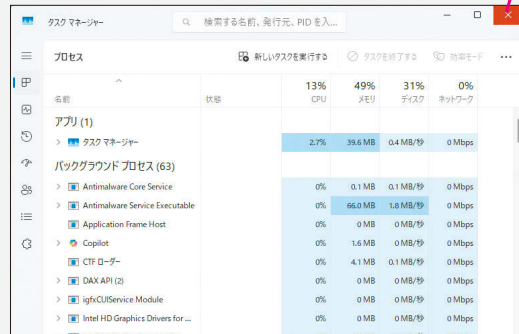 タスク マネージャー
検索する名前、発行元、PID を入...
プロセス
新しいタスクを実行する
タスクを終了する
効率モード
13% 49% 31% 0%
名前 状態 CPU メモリ ディスク ネットワーク
アプリ (1)
タスク マネージャー 2.7% 39.6 MB 0.4 MB/秒 0 Mbps
バックグラウンド プロセス (63)
Antimalware Core Service 0% 0.1 MB 0.1 MB/秒 0 Mbps
Antimalware Service Executable 0% 66.0 MB 1.8 MB/秒 0 Mbps
Application Frame Host 0% 0 MB 0 MB/秒 0 Mbps
Copilot 0% 1.6 MB 0 MB/秒 0 Mbps
CTF ローダー 0% 4.1 MB 0.1 MB/秒 0 Mbps
DAX API (2) 0% 0 MB 0 MB/秒 0 Mbps
igfxCUIService Module 0% 0 MB 0 MB/秒 0 Mbps
Intel HD Graphics Drivers for ... 0% 0 MB 0 MB/秒 0 Mbps